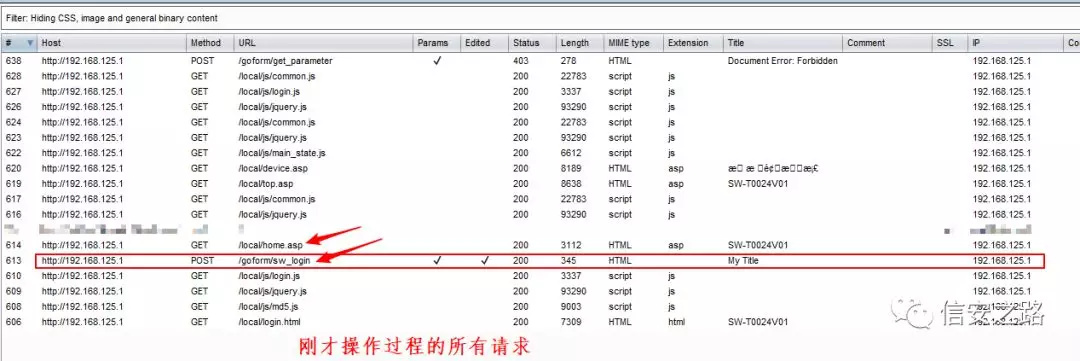 Filter: Hiding CSS, image and general binary content
# Host Method URL Params Edited Status Length MIME type Extension Title Comment SSL IP
638 http://192.168.125.1 POST /goform/get_parameter ✓ 403 278 HTML Document Error: Forbidden 192.168.125.1
628 http://192.168.125.1 GET /local/js/common.js 200 22783 script js 192.168.125.1
627 http://192.168.125.1 GET /local/js/login.js 200 3337 script js 192.168.125.1
626 http://192.168.125.1 GET /local/js/jquery.js 200 93290 script js 192.168.125.1
624 http://192.168.125.1 GET /local/js/common.js 200 22783 script js 192.168.125.1
623 http://192.168.125.1 GET /local/js/jquery.js 200 93290 script js 192.168.125.1
622 http://192.168.125.1 GET /local/js/main_state.js 200 6612 script js 192.168.125.1
620 http://192.168.125.1 GET /local/device.asp 200 8189 HTML asp 192.168.125.1
619 http://192.168.125.1 GET /local/top.asp 200 8638 HTML asp SW-T0024V01 192.168.125.1
617 http://192.168.125.1 GET /local/js/common.js 200 22783 script js 192.168.125.1
616 http://192.168.125.1 GET /local/js/jquery.js 200 93290 script js 192.168.125.1
614 http://192.168.125.1 GET /local/home.asp 200 3112 HTML asp SW-T0024V01 192.168.125.1
613 http://192.168.125.1 POST /goform/sw_login ✓ ✓ 200 345 HTML My Title 192.168.125.1
610 http://192.168.125.1 GET /local/js/login.js 200 3337 script js 192.168.125.1
609 http://192.168.125.1 GET /local/js/jquery.js 200 93290 script js 192.168.125.1
608 http://192.168.125.1 GET /local/js/md5.js 200 9003 script js 192.168.125.1
606 http://192.168.125.1 GET /local/login.html 200 7309 HTML html SW-T0024V01 192.168.125.1
信安之路
刚才操作过程的所有请求